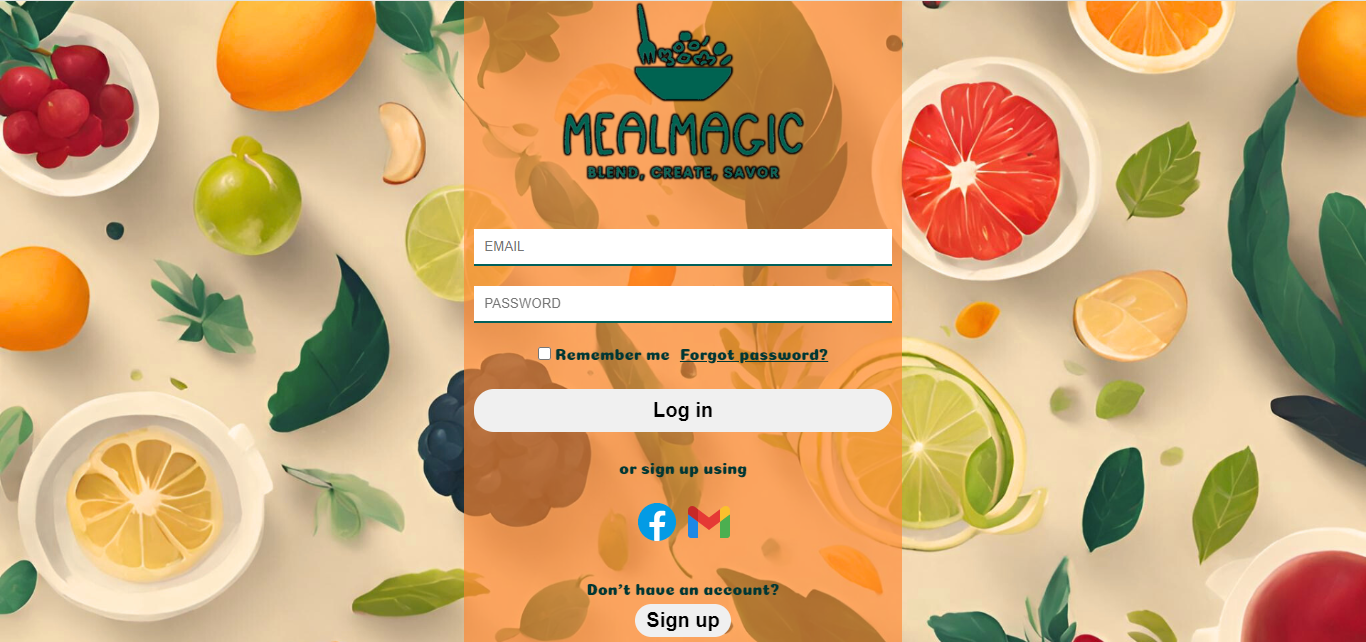 MEALMAGIC
BLEND, CREATE, SAVOR
EMAIL
PASSWORD
Remember me Forgot password?
Log in
or sign up using
Don't have an account?
Sign up